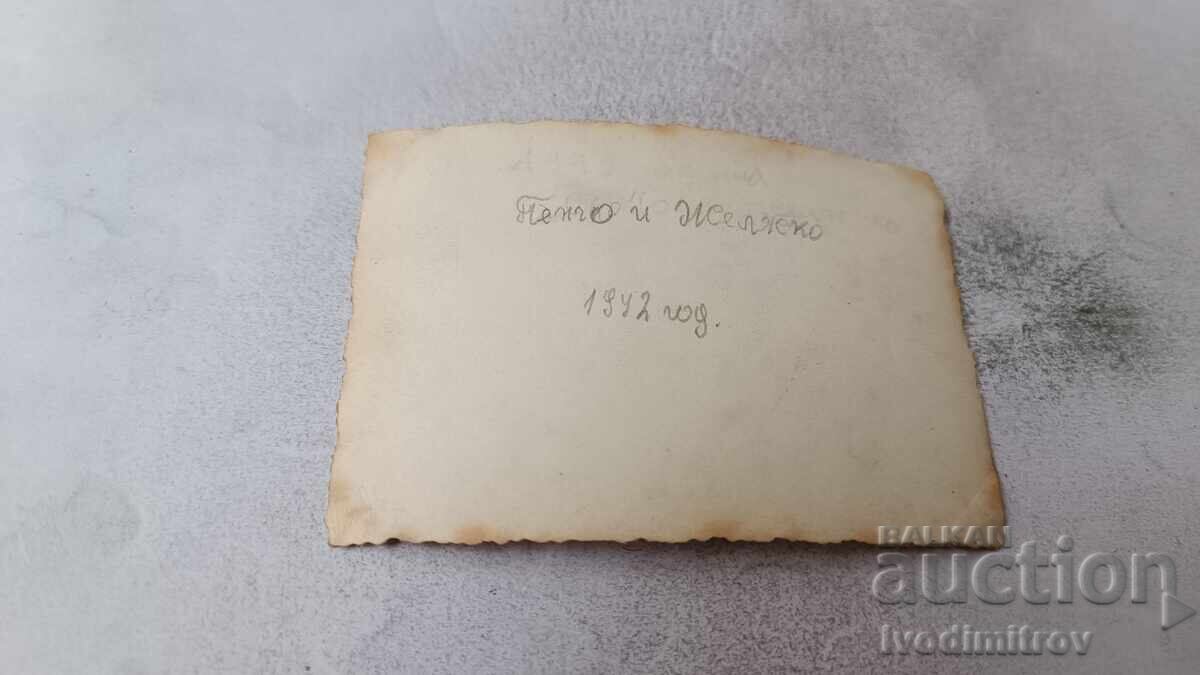 Пенчо и Желязко
1942 год.
BALKAN
auction
Ivodimitrov